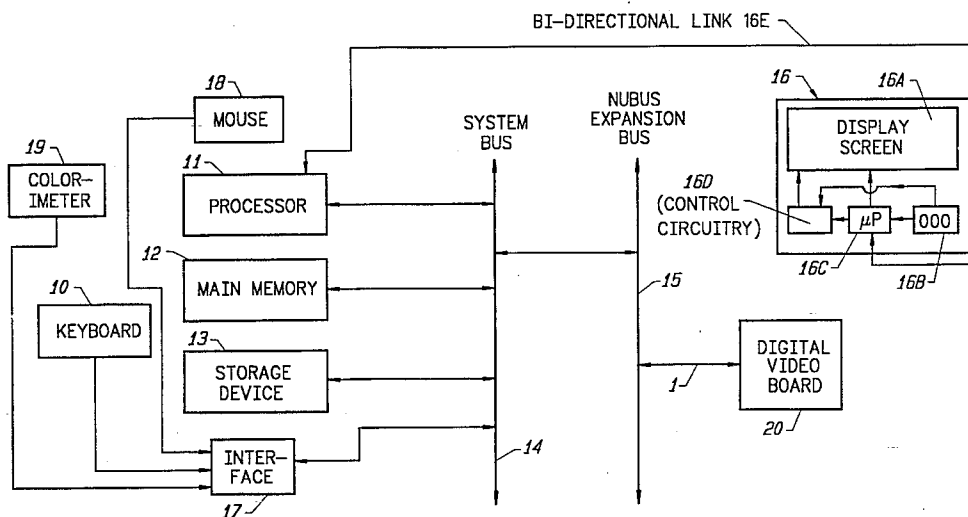 BI-DIRECTIONAL LINK 16E
18
MOUSE
19
COLOR-
IMETER
11
PROCESSOR
12
MAIN MEMORY
10
KEYBOARD
13
STORAGE
DEVICE
INTER-
FACE
17
SYSTEM
BUS
14
NUBUS
EXPANSION
BUS
15
16
16A
DISPLAY
SCREEN
16D
(CONTROL
CIRCUITRY)
μP
000
16C
16B
1
DIGITAL
VIDEO
BOARD
20